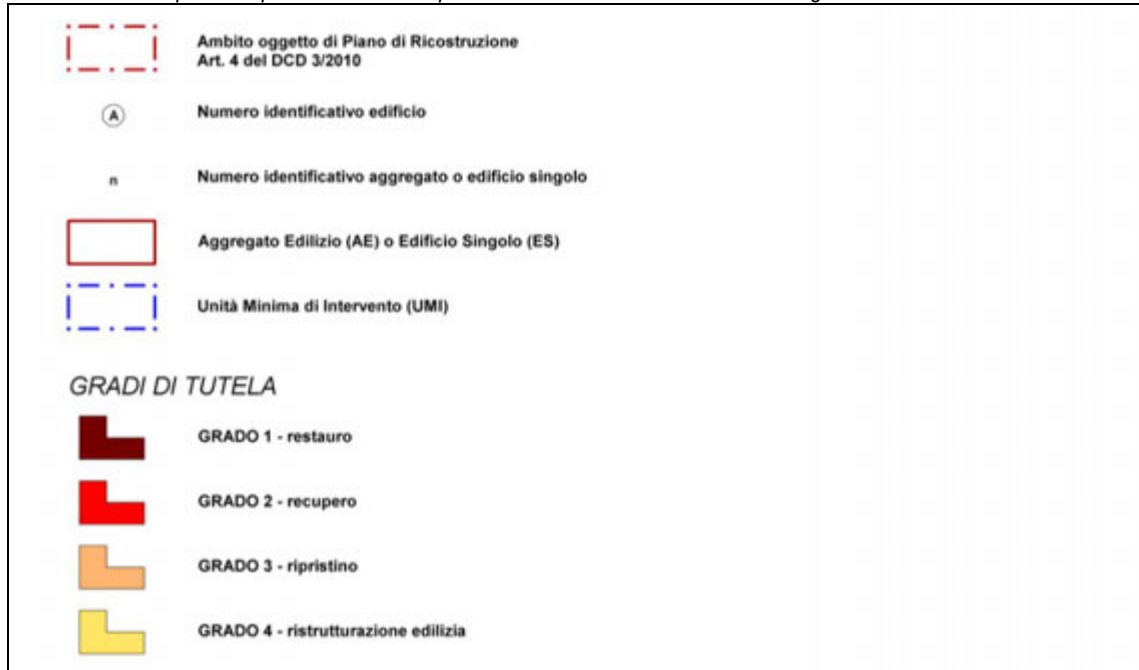 Ambito oggetto di Piano di Ricostruzione
Art. 4 del DCD 3/2010
A
Numero identificativo edificio
n
Numero identificativo aggregato o edificio singolo
Aggregato Edilizio (AE) o Edificio Singolo (ES)
Unità Minima di Intervento (UMI)
GRADI DI TUTELA
GRADO 1 - restauro
GRADO 2 - recupero
GRADO 3 - ripristino
GRADO 4 - ristrutturazione edilizia